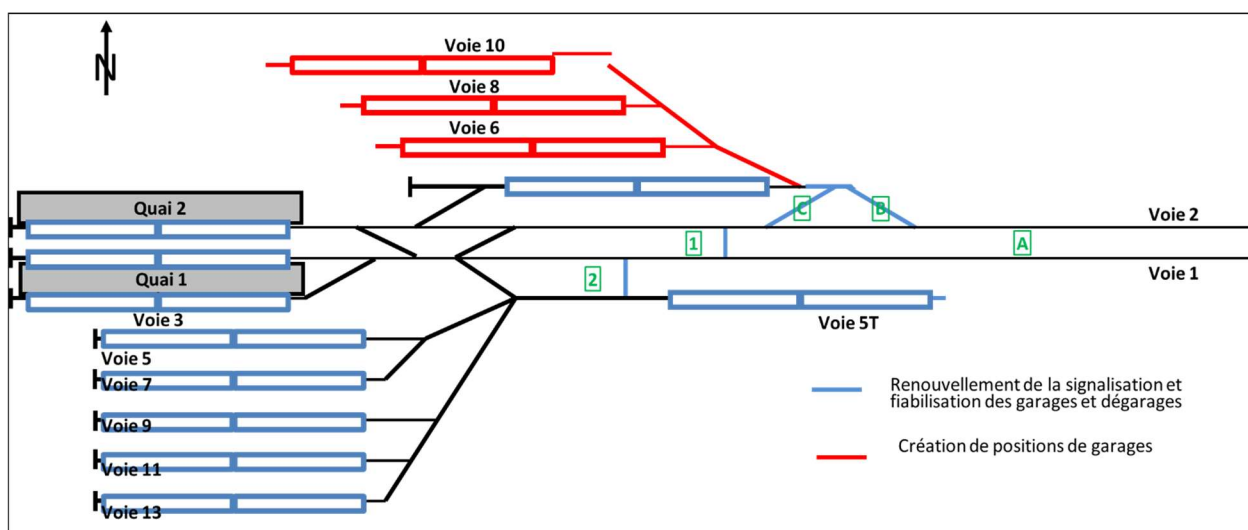 N
Voie 10
Voie 8
Voie 6
Quai 2
C
B
Voie 2
1
A
Quai 1
2
Voie 1
Voie 3
Voie 5T
Voie 5
Voie 7
Voie 9
Voie 11
Voie 13
Renouvellement de la signalisation et
fiabilisation des garages et dégarages
Création de positions de garages